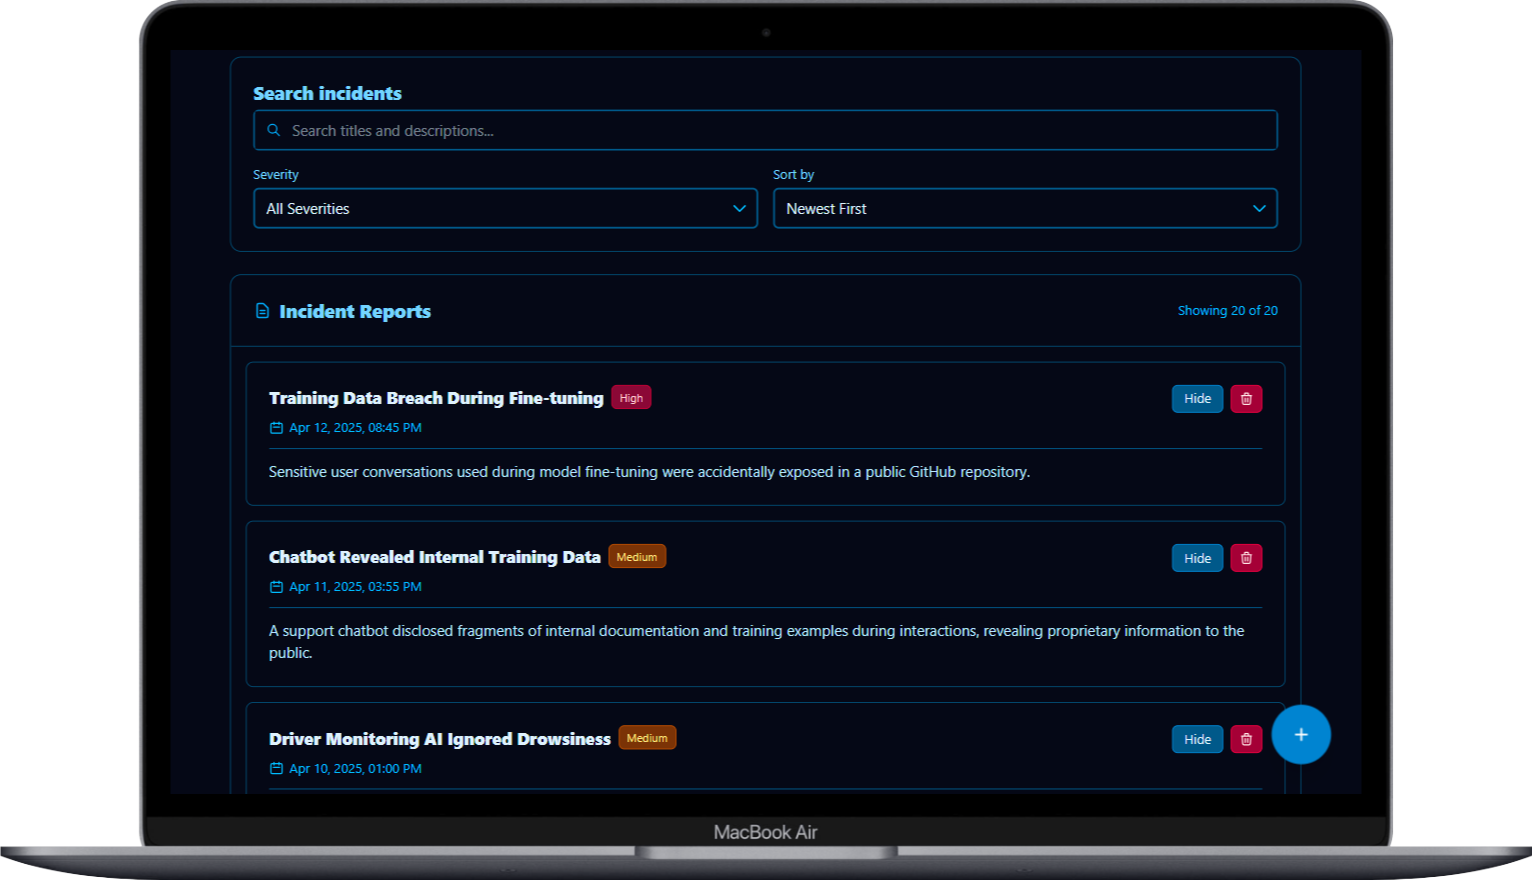 Search incidents
Search titles and descriptions...
Severity
Sort by
All Severities
Newest First
Incident Reports
Showing 20 of 20
Training Data Breach During Fine-tuning
High
Hide
Apr 12, 2025, 08:45 PM
Sensitive user conversations used during model fine-tuning were accidentally exposed in a public GitHub repository.
Chatbot Revealed Internal Training Data
Medium
Hide
Apr 11, 2025, 03:55 PM
A support chatbot disclosed fragments of internal documentation and training examples during interactions, revealing proprietary information to the
public.
Driver Monitoring AI Ignored Drowsiness
Medium
Hide
+
Apr 10, 2025, 01:00 PM
MacBook Air